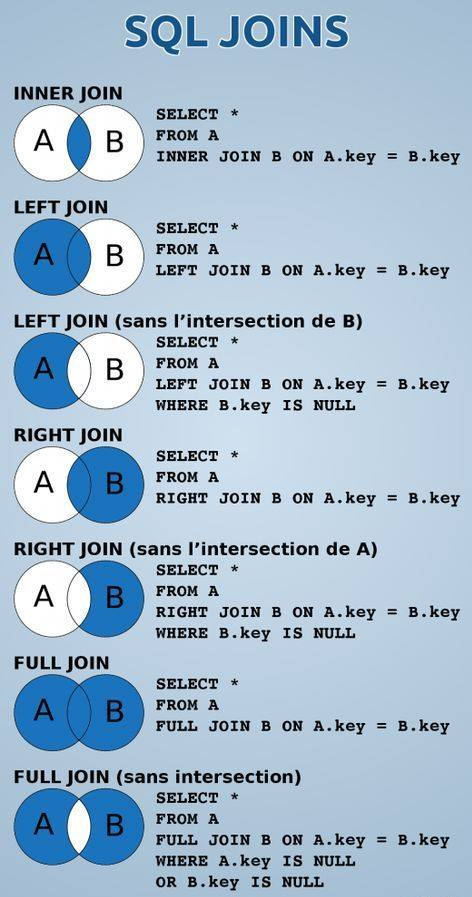 SQL JOINS
INNER JOIN
A B
SELECT *
FROM A
INNER JOIN B ON A.key = B.key
LEFT JOIN
A B
SELECT *
FROM A
LEFT JOIN B ON A.key = B.key
LEFT JOIN (sans l’intersection de B)
A B
SELECT *
FROM A
LEFT JOIN B ON A.key = B.key
WHERE B.key IS NULL
RIGHT JOIN
A B
SELECT *
FROM A
RIGHT JOIN B ON A.key = B.key
RIGHT JOIN (sans l’intersection de A)
A B
SELECT *
FROM A
RIGHT JOIN B ON A.key = B.key
WHERE B.key IS NULL
FULL JOIN
A B
SELECT *
FROM A
FULL JOIN B ON A.key = B.key
FULL JOIN (sans intersection)
A B
SELECT *
FROM A
FULL JOIN B ON A.key = B.key
WHERE A.key IS NULL
OR B.key IS NULL